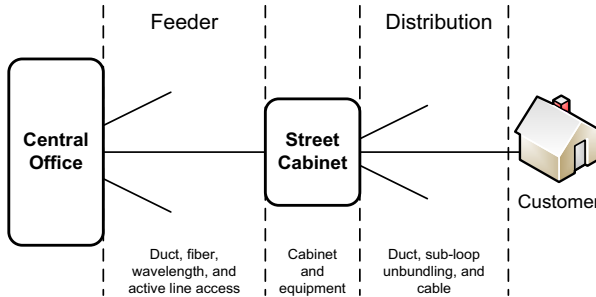 Feeder
Distribution
Central
Office
Street
Cabinet
Customer
Duct, fiber,
wavelength, and
active line access
Cabinet
and
equipment
Duct, sub-loop
unbundling, and
cable